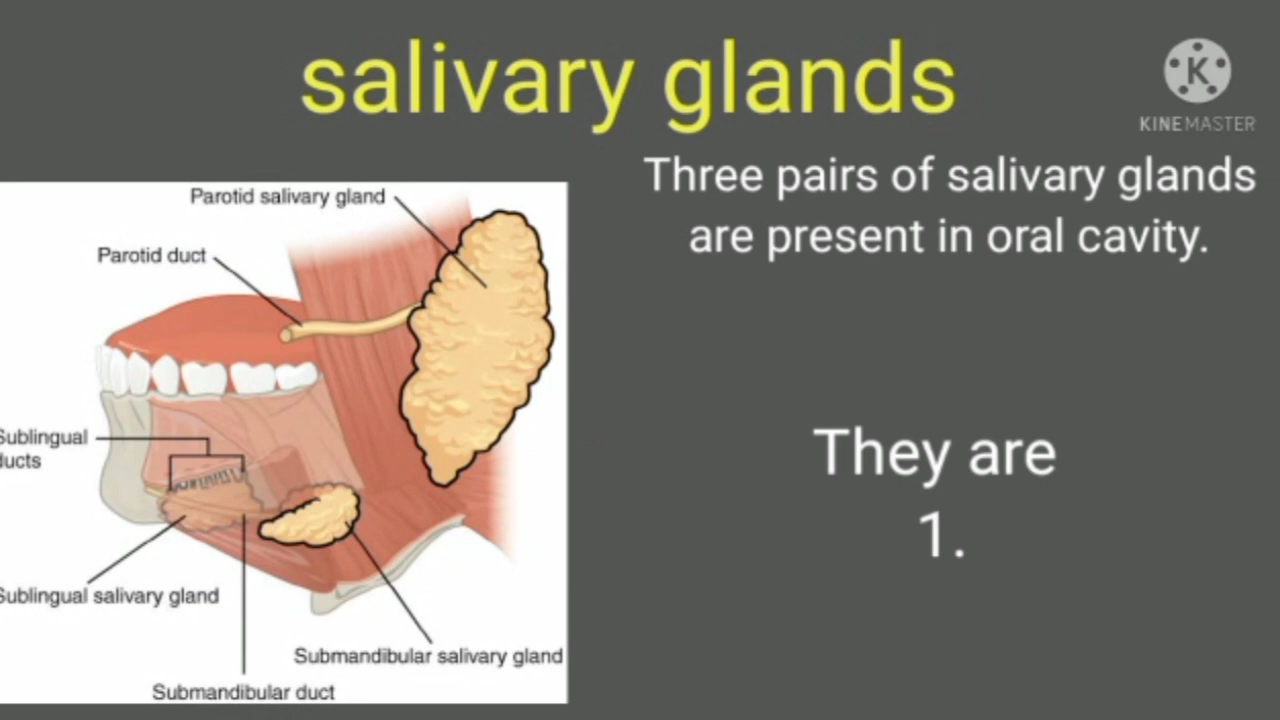 salivary glands
KINEMASTER
Three pairs of salivary glands
are present in oral cavity.
They are
1.
Parotid salivary gland
Parotid duct
Sublingual
ducts
Sublingual salivary gland
Submandibular salivary gland
Submandibular duct